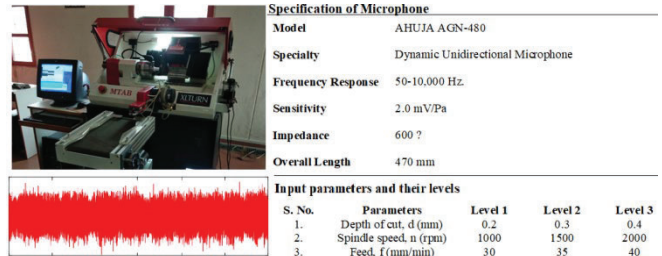 MTAB
XLTURN
Specification of Microphone
Model AHUJA AGN-480
Specialty Dynamic Unidirectional Microphone
Frequency Response 50-10,000 Hz.
Sensitivity 2.0 mV/Pa
Impedance 600 ?
Overall Length 470 mm
Input parameters and their levels
S. No. Parameters Level 1 Level 2 Level 3
1. Depth of cut, d (mm) 0.2 0.3 0.4
2. Spindle speed, n (rpm) 1000 1500 2000
3. Feed, f (mm/min) 30 35 40